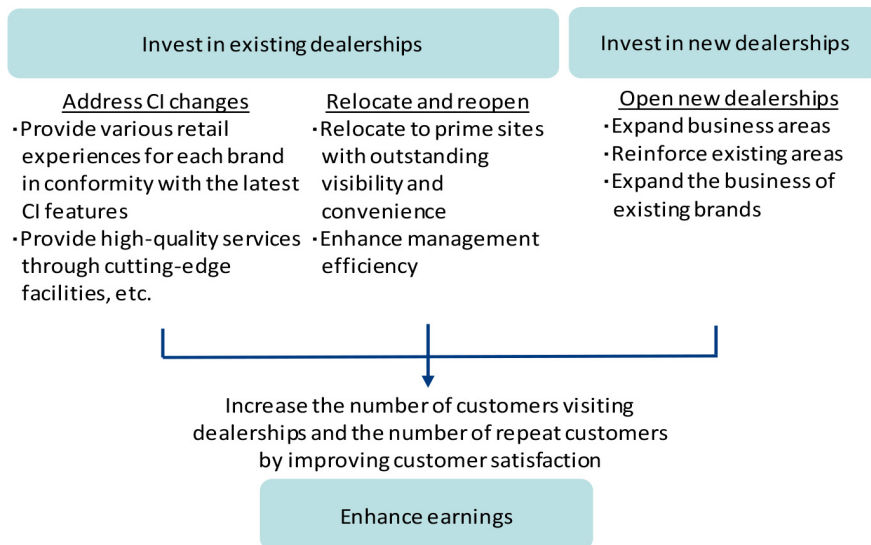 Invest in existing dealerships
Invest in new dealerships
Address CI changes
・Provide various retail
experiences for each brand
in conformity with the latest
CI features
・Provide high-quality services
through cutting-edge
facilities, etc.
Relocate and reopen
・Relocate to prime sites
with outstanding
visibility and
convenience
・Enhance management
efficiency
Open new dealerships
・Expand business areas
・Reinforce existing areas
・Expand the business of
existing brands
Increase the number of customers visiting
dealerships and the number of repeat customers
by improving customer satisfaction
Enhance earnings